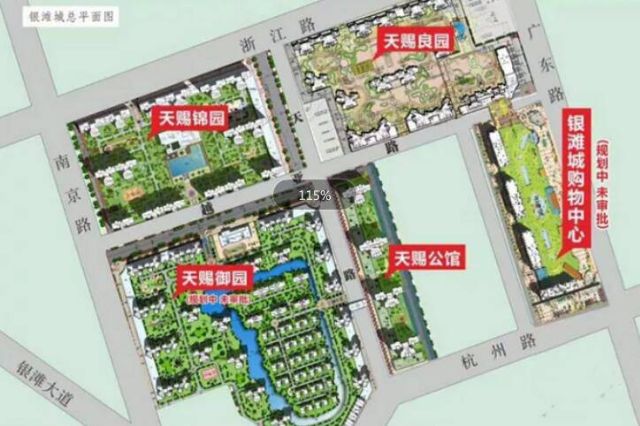 银滩城总平面图
浙江路
天赐良园
广东路
天赐锦园
天
路
银滩城购物中心
(规划中 未审批)
南京路
115%
天赐公馆
天赐御园
(规划中 未审批)
路
杭州路
银滩大道